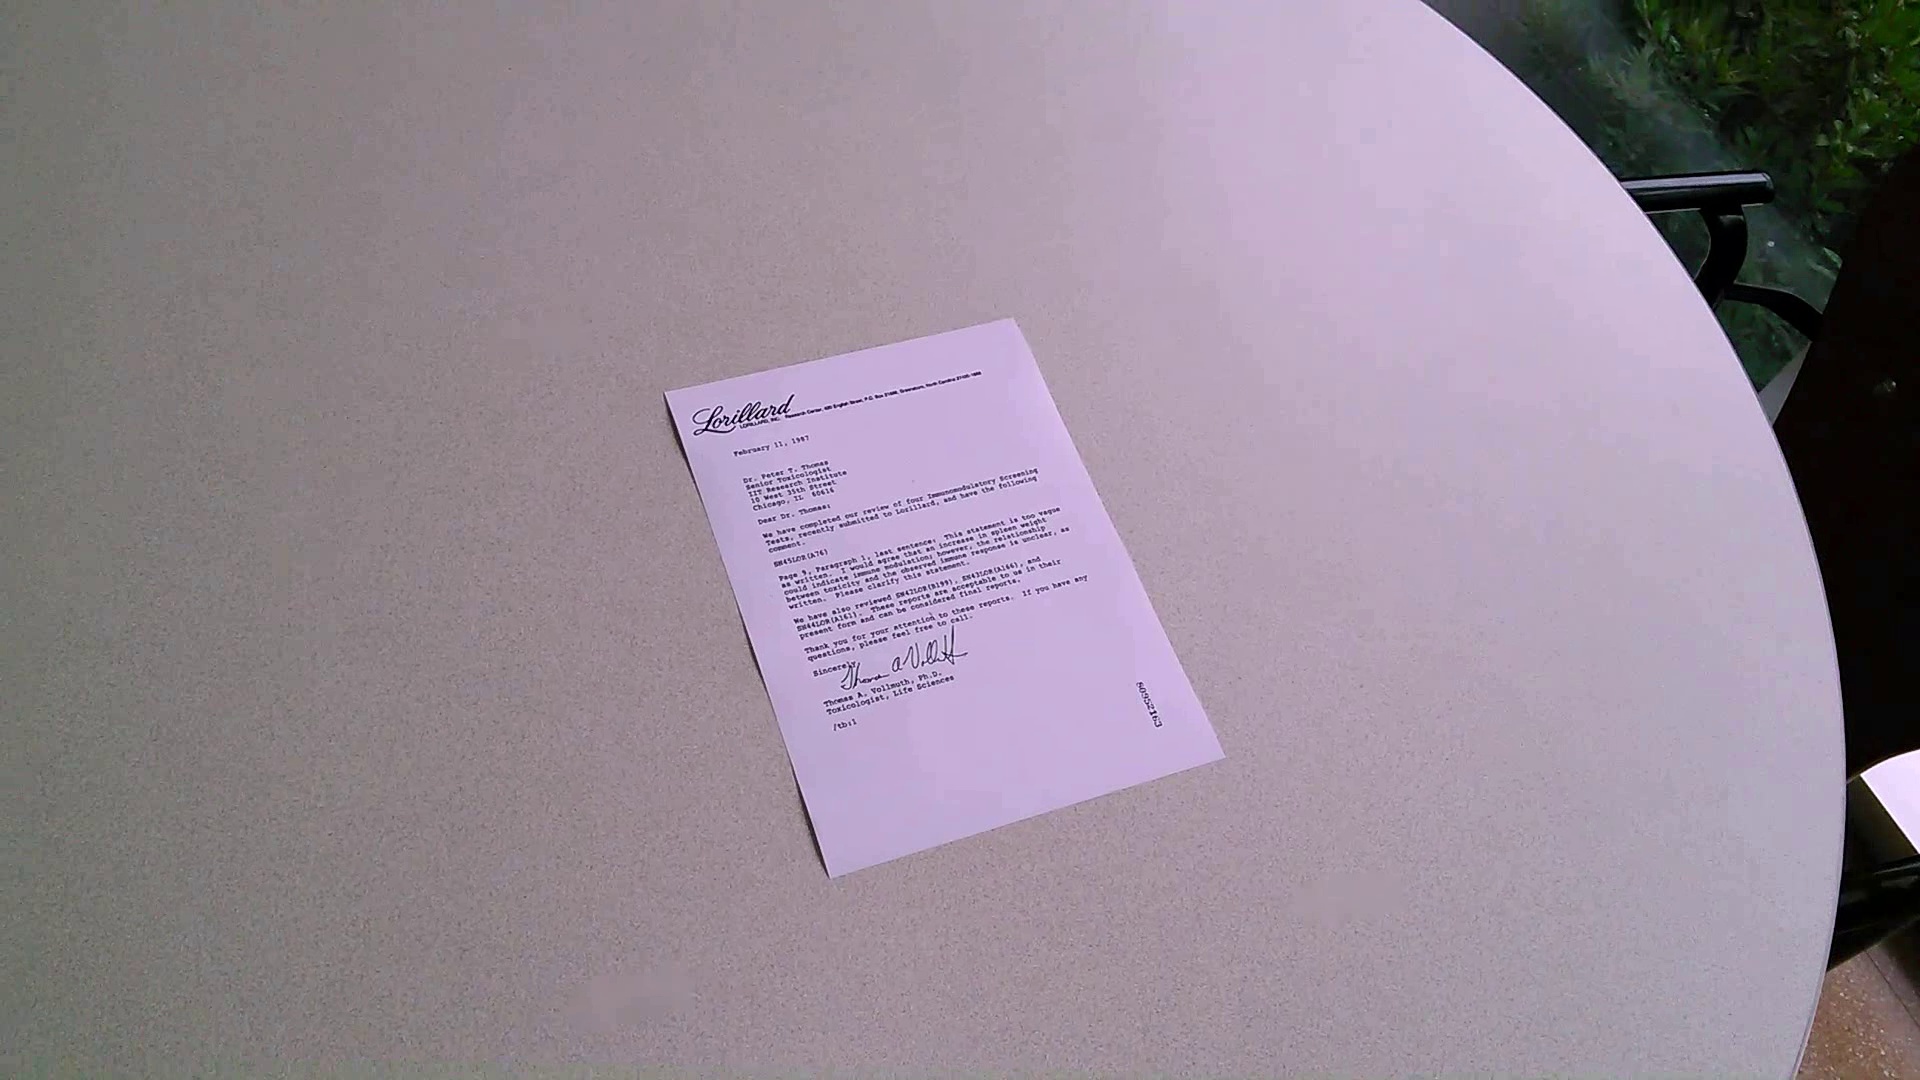 Lorillard
LORILLARD, INC. Research Center, 420 English Street, P.O. Box 21688, Greensboro, North Carolina 27420-1688
February 11, 1987
Dr. Peter T. Thomas
Senior Toxicologist
IIT Research Institute
10 West 35th Street
Chicago, IL 60616
Dear Dr. Thomas:
We have completed our review of four Immunomodulatory Screening
Tests, recently submitted to Lorillard, and have the following
comment.
SN45LOR(A76)
Page 9, Paragraph 1, last sentence: This statement is too vague
as written. I would agree that an increase in spleen weight
could indicate immune modulation; however, the relationship
between toxicity and the observed immune response is unclear, as
written. Please clarify this statement.
We have also reviewed SN42LOR(B199), SN42LOR(A166), and
SN44LOR(A161). These reports are acceptable to us in their
present form and can be considered final reports.
Thank you for your attention to these reports. If you have any
questions, please feel free to call.
Sincerely,
Thomas A. Vollmuth, Ph.D.
Toxicologist, Life Sciences
/tb:1
80952163